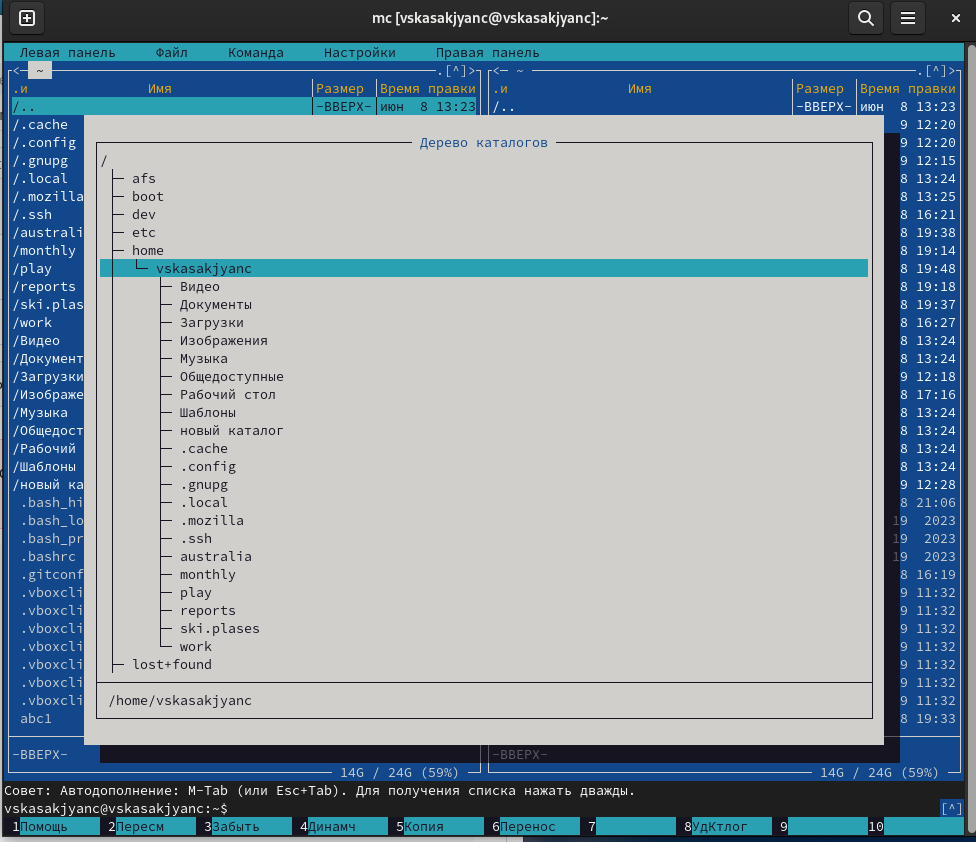 mc [vskasakjyanc@vskasakjyanc]:~
Левая панель Файл Команда Настройки Правая панель
<─ ~ .[^]> <─ ~ .[^]>
.и Имя Размер Время правки .и Имя Размер Время правки
/.. -ВВЕРХ- июн 8 13:23 /.. -ВВЕРХ- июн 8 13:23
/.cache 9 12:20
/.config Дерево каталогов 9 12:20
/.gnupg / 9 12:15
/.local afs 8 13:24
/.mozilla boot 8 13:25
/.ssh dev 8 16:21
/australi etc 8 19:38
/monthly home 8 19:14
/play vskasakjyanc 8 19:48
/reports Видео 8 19:18
/ski.plas Документы 8 19:37
/work Загрузки 8 16:27
/Видео Изображения 8 13:24
/Документ Музыка 8 13:24
/Загрузки Общедоступные 9 12:18
/Изображе Рабочий стол 8 17:16
/Музыка Шаблоны 8 13:24
/Общедост новый каталог 8 13:24
/Рабочий .cache 8 13:24
/Шаблоны .config 8 13:24
/новый ка .gnupg 9 12:28
.bash_hi .local 8 21:06
.bash_lo .mozilla 19 2023
.bash_pr .ssh 19 2023
.bashrc australia 19 2023
.gitconf monthly 8 16:19
.vboxcli play 9 11:32
.vboxcli reports 9 11:32
.vboxcli ski.plases 9 11:32
.vboxcli work 9 11:32
.vboxcli lost+found 9 11:32
.vboxcli 9 11:32
.vboxcli /home/vskasakjyanc 9 11:32
abc1 8 19:33
-ВВЕРХ- -ВВЕРХ-
14G / 24G (59%) 14G / 24G (59%)
Совет: Автодополнение: M-Tab (или Esc+Tab). Для получения списка нажать дважды.
vskasakjyanc@vskasakjyanc:~$ [^]
1Помощь 2Пересм 3Забыть 4Динамч 5Копия 6Перенос 7 8УдКтлог 9 10